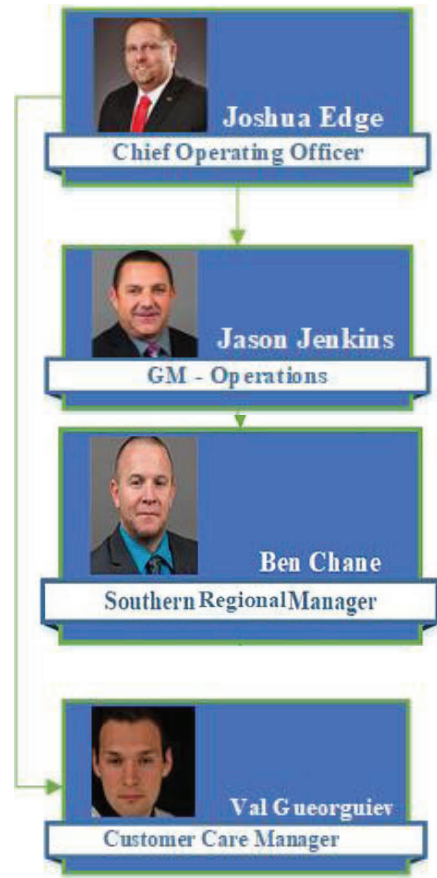 Joshua Edge
Chief Operating Officer
Jason Jenkins
GM - Operations
Ben Chane
Southern Regional Manager
Val Gueorguiev
Customer Care Manager